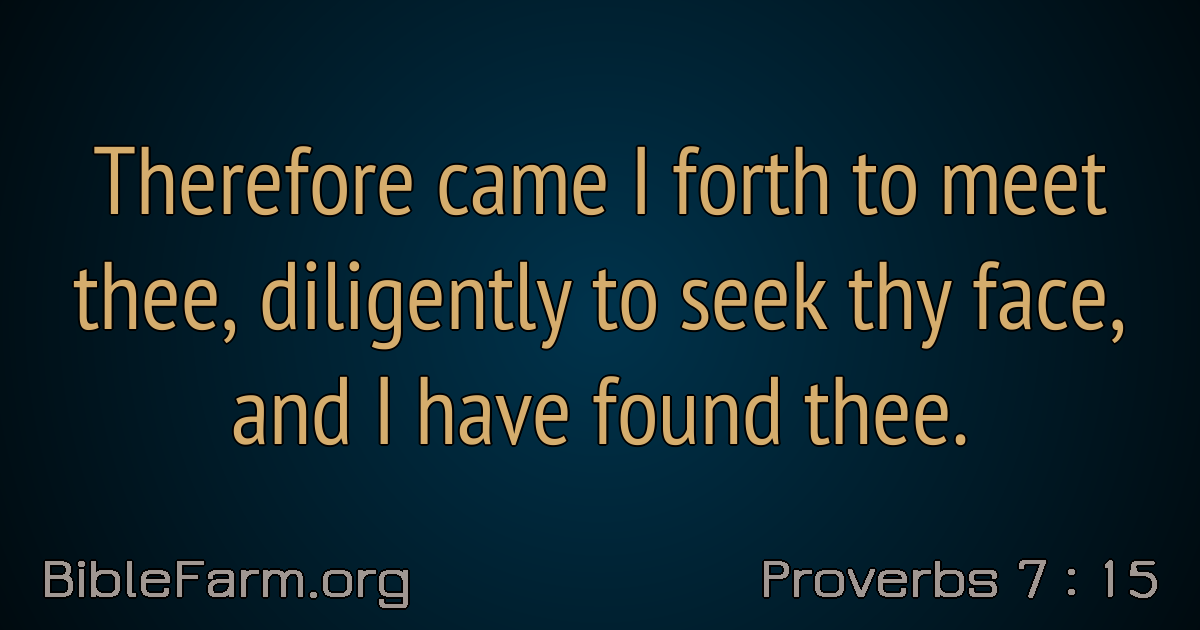 Therefore came I forth to meet
thee, diligently to seek thy face,
and I have found thee.
BibleFarm.org
Proverbs 7 : 15